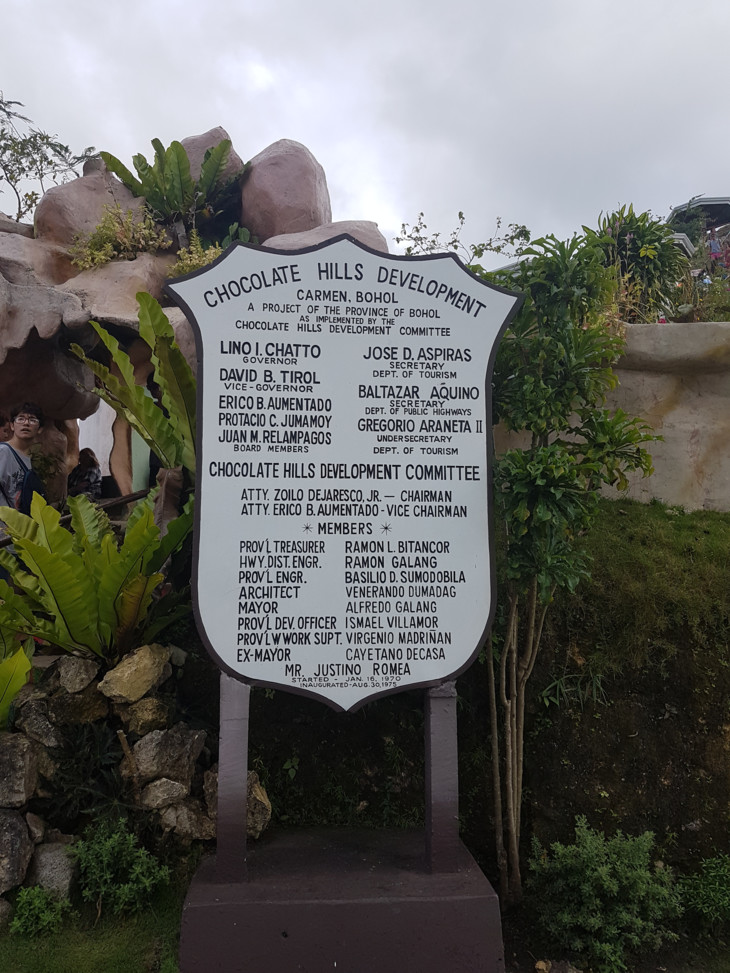 CHOCOLATE HILLS DEVELOPMENT
CARMEN, BOHOL
A PROJECT OF THE PROVINCE OF BOHOL
AS IMPLEMENTED BY THE
CHOCOLATE HILLS DEVELOPMENT COMMITTEE
LINO I. CHATTO
GOVERNOR
DAVID B. TIROL
VICE-GOVERNOR
ERICO B. AUMENTADO
PROTACIO C. JUMAMOY
JUAN M. RELAMPAGOS
BOARD MEMBERS
JOSE D. ASPIRAS
SECRETARY
DEPT. OF TOURISM
BALTAZAR AQUINO
SECRETARY
DEPT. OF PUBLIC HIGHWAYS
GREGORIO ARANETA II
UNDERSECRETARY
DEPT. OF TOURISM
CHOCOLATE HILLS DEVELOPMENT COMMITTEE
ATTY. ZOILO DEJARESCO, JR. — CHAIRMAN
ATTY. ERICO B. AUMENTADO - VICE CHAIRMAN
✳ MEMBERS ✳
PROV'L TREASURER RAMON L. BITANCOR
HWY. DIST. ENGR. RAMON GALANG
PROV'L ENGR. BASILIO D. SUMODOBILA
ARCHITECT VENERANDO DUMADAG
MAYOR ALFREDO GALANG
PROV'L DEV. OFFICER ISMAEL VILLAMOR
PROV'L W WORK SUPT. VIRGENIO MADRIÑAN
EX-MAYOR CAYETANO DECASA
MR. JUSTINO ROMEA
STARTED - JAN. 16, 1970
INAUGURATED - AUG. 30, 1975